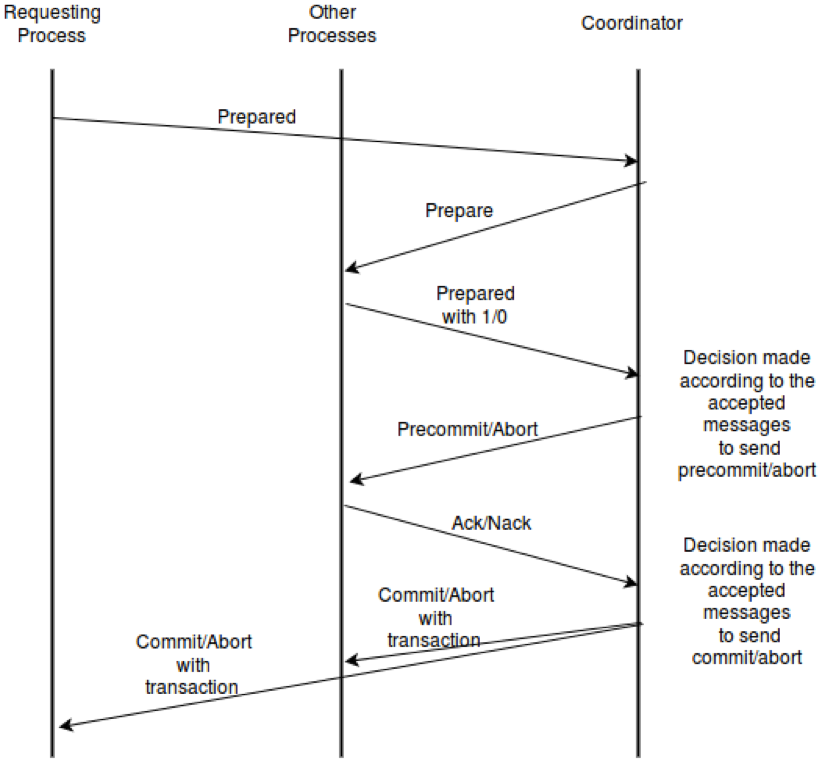 Requesting
Process
Other
Processes
Coordinator
Prepared
Prepare
Prepared
with 1/0
Decision made
according to the
accepted
messages
to send
precommit/abort
Precommit/Abort
Ack/Nack
Decision made
according to the
accepted
messages
to send
commit/abort
Commit/Abort
with
transaction
Commit/Abort
with
transaction